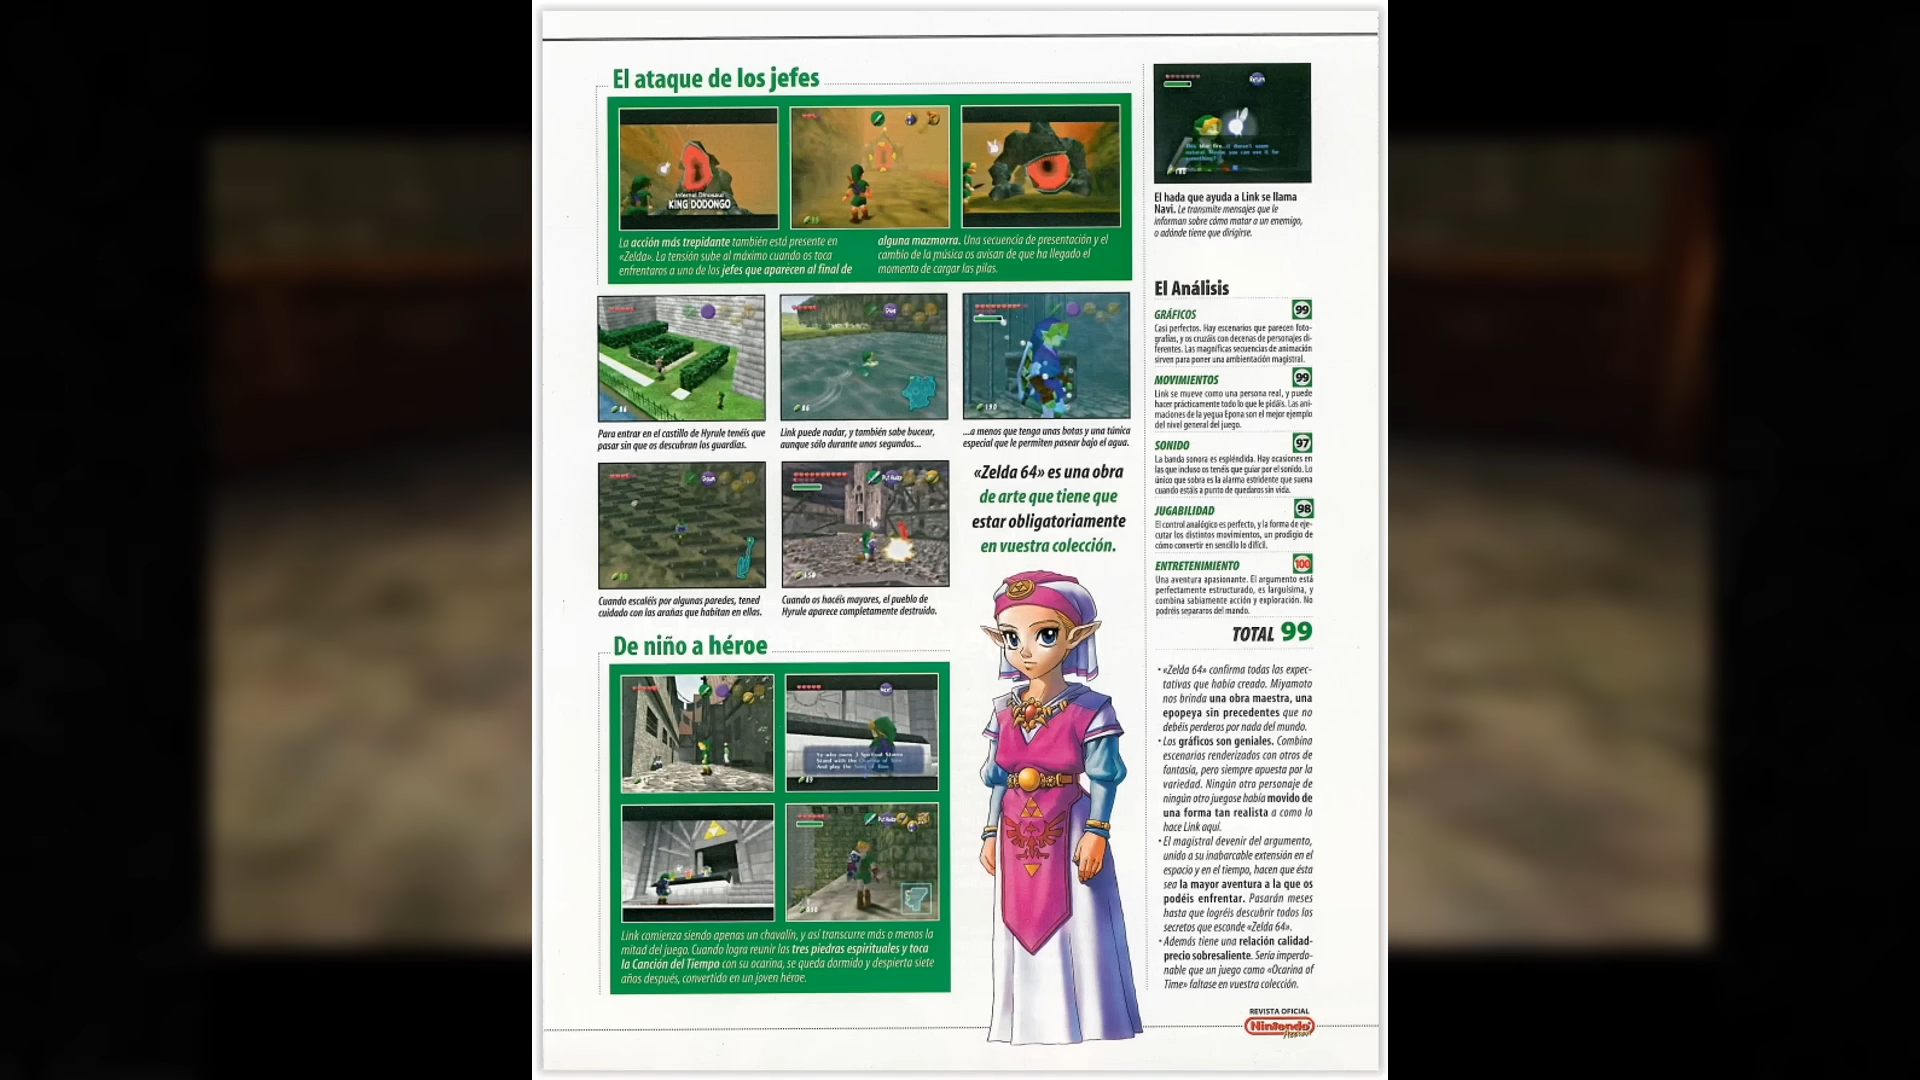 El ataque de los jefes
Infernal Dinosaur
KING DODONGO
La acción más trepidante también está presente en
«Zelda». La tensión sube al máximo cuando os toca
enfrentaros a uno de los jefes que aparecen al final de
alguna mazmorra. Una secuencia de presentación y el
cambio de la música os avisan de que ha llegado el
momento de cargar las pilas.
Para entrar en el castillo de Hyrule tenéis que
pasar sin que os descubran los guardias.
Link puede nadar, y también sabe bucear,
aunque sólo durante unos segundos...
...a menos que tenga unas botas y una túnica
especial que le permiten pasear bajo el agua.
Cuando escaléis por algunas paredes, tened
cuidado con las arañas que habitan en ellas.
Cuando os hacéis mayores, el pueblo de
Hyrule aparece completamente destruido.
«Zelda 64» es una obra
de arte que tiene que
estar obligatoriamente
en vuestra colección.
De niño a héroe
Link comienza siendo apenas un chavalín, y así transcurre más o menos la
mitad del juego. Cuando logra reunir las tres piedras espirituales y toca
la Canción del Tiempo con su ocarina, se queda dormido y despierta siete
años después, convertido en un joven héroe.
El hada que ayuda a Link se llama
Navi. Le transmite mensajes que le
informan sobre cómo matar a un enemigo,
o adónde tiene que dirigirse.
El Análisis
GRÁFICOS 99
Casi perfectos. Hay escenarios que parecen foto-
grafías, y os cruzáis con decenas de personajes di-
ferentes. Las magníficas secuencias de animación
sirven para poner una ambientación magistral.
MOVIMIENTOS 99
Link se mueve como una persona real, y puede
hacer prácticamente todo lo que le pidáis. Las ani-
maciones de la yegua Epona son el mejor ejemplo
del nivel general del juego.
SONIDO 97
La banda sonora es espléndida. Hay ocasiones en
las que incluso os tenéis que guiar por el sonido. Lo
único que sobra es la alarma estridente que suena
cuando estáis a punto de quedaros sin vida.
JUGABILIDAD 98
El control analógico es perfecto, y la forma de eje-
cutar los distintos movimientos, un prodigio de
cómo convertir en sencillo lo difícil.
ENTRETENIMIENTO 100
Una aventura apasionante. El argumento está
perfectamente estructurado, es larguísima, y
combina sabiamente acción y exploración. No
podréis separaros del mando.
TOTAL 99
• «Zelda 64» confirma todas las expec-
tativas que había creado. Miyamoto
nos brinda una obra maestra, una
epopeya sin precedentes que no
debéis perderos por nada del mundo.
• Los gráficos son geniales. Combina
escenarios renderizados con otros de
fantasía, pero siempre apuesta por la
variedad. Ningún otro personaje de
ningún otro juegose había movido de
una forma tan realista a como lo
hace Link aquí.
• El magistral devenir del argumento,
unido a su inabarcable extensión en el
espacio y en el tiempo, hacen que ésta
sea la mayor aventura a la que os
podéis enfrentar. Pasarán meses
hasta que logréis descubrir todos los
secretos que esconde «Zelda 64».
• Además tiene una relación calidad-
precio sobresaliente. Sería imperdo-
nable que un juego como «Ocarina of
Time» faltase en vuestra colección.
REVISTA OFICIAL
Nintendo
Acción